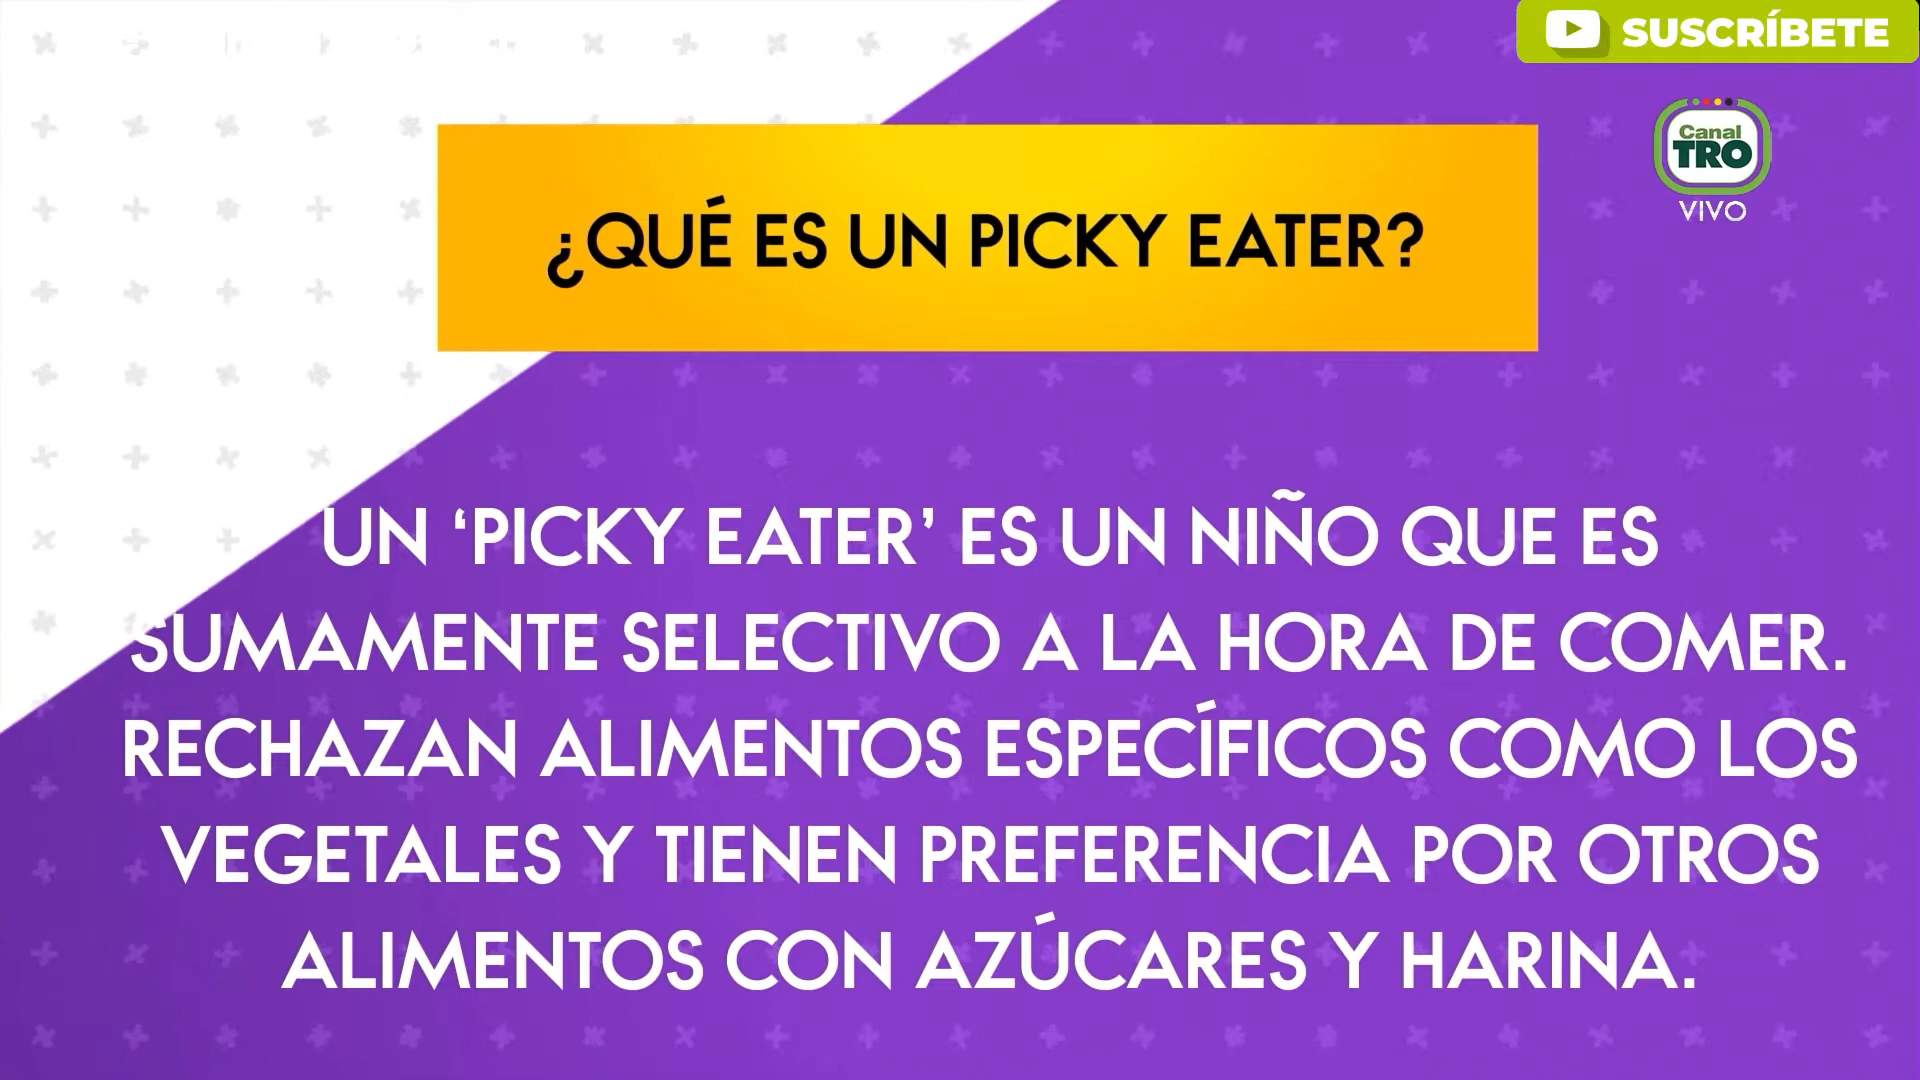 SUSCRÍBETE
Canal
TRO
VIVO
¿QUÉ ES UN PICKY EATER?
UN ‘PICKY EATER’ ES UN NIÑO QUE ES
SUMAMENTE SELECTIVO A LA HORA DE COMER.
RECHAZAN ALIMENTOS ESPECÍFICOS COMO LOS
VEGETALES Y TIENEN PREFERENCIA POR OTROS
ALIMENTOS CON AZÚCARES Y HARINA.